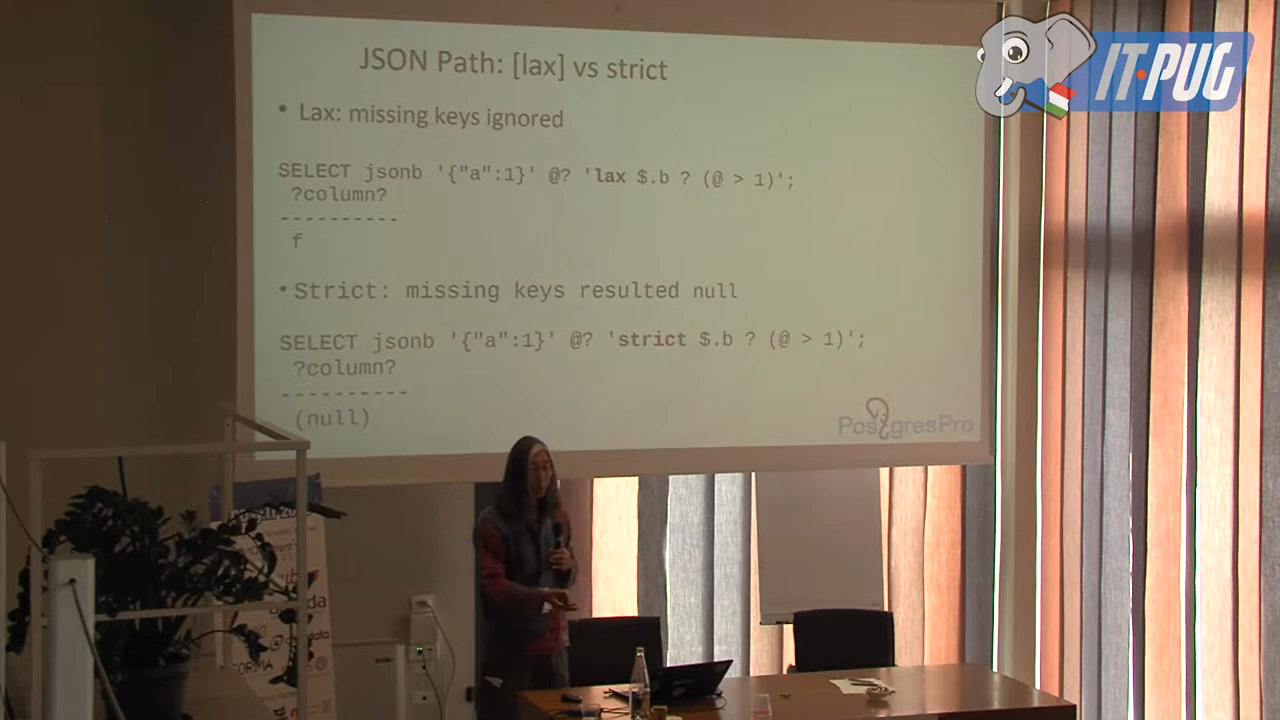 JSON Path: [lax] vs strict
IT·PUG
• Lax: missing keys ignored
SELECT jsonb '{"a":1}' @? 'lax $.b ? (@ > 1)';
?column?
----------
f
• Strict: missing keys resulted null
SELECT jsonb '{"a":1}' @? 'strict $.b ? (@ > 1)';
?column?
----------
(null)
PostgresPro